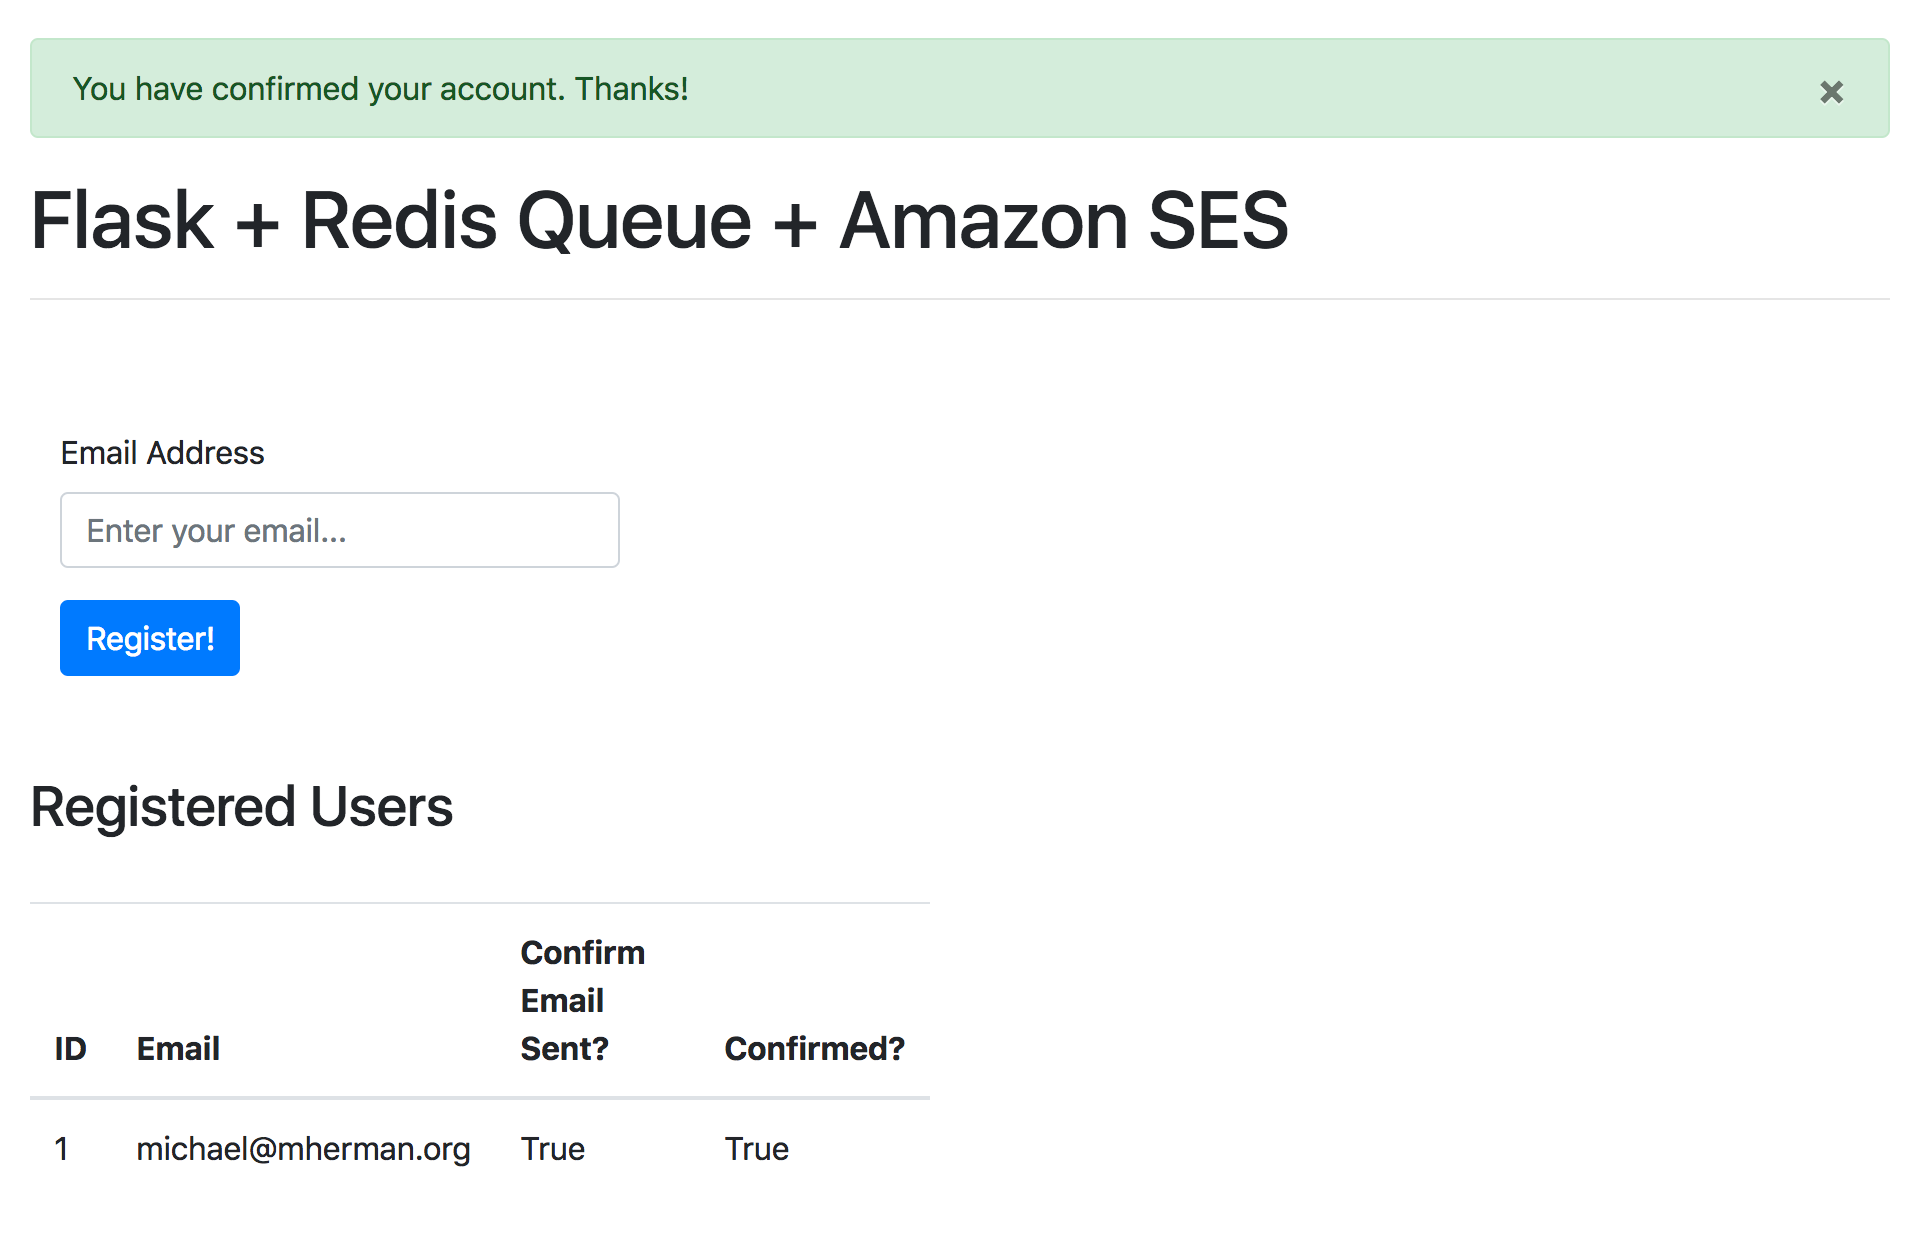 You have confirmed your account. Thanks!
×
Flask + Redis Queue + Amazon SES
Email Address
Enter your email...
Register!
Registered Users
ID Email Confirm Email Sent? Confirmed?
1 michael@mherman.org True True